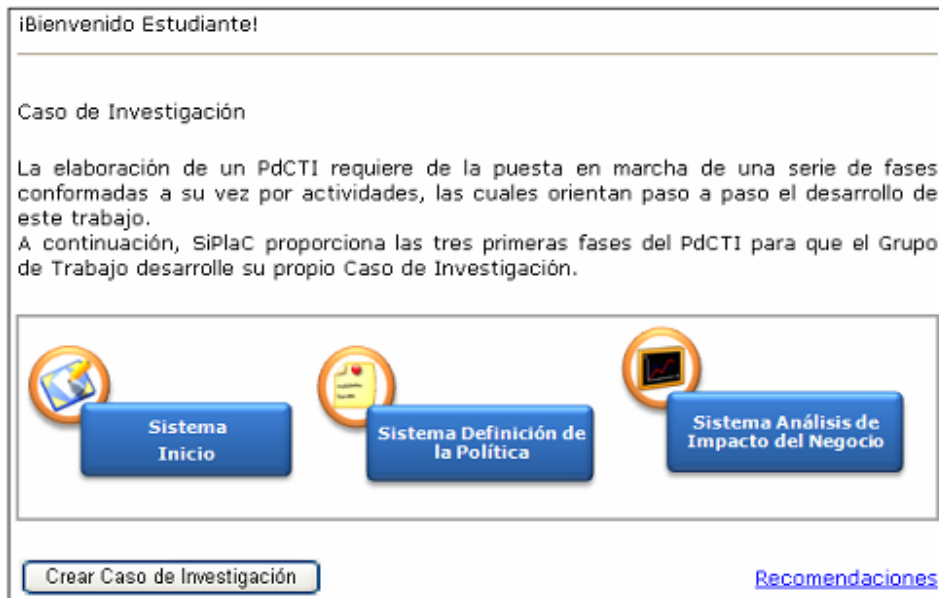 ¡Bienvenido Estudiante!
Caso de Investigación
La elaboración de un PdCTI requiere de la puesta en marcha de una serie de fases
conformadas a su vez por actividades, las cuales orientan paso a paso el desarrollo de
este trabajo.
A continuación, SiPlaC proporciona las tres primeras fases del PdCTI para que el Grupo
de Trabajo desarrolle su propio Caso de Investigación.
Sistema
Inicio
Sistema Definición de
la Política
Sistema Análisis de
Impacto del Negocio
Crear Caso de Investigación
Recomendaciones